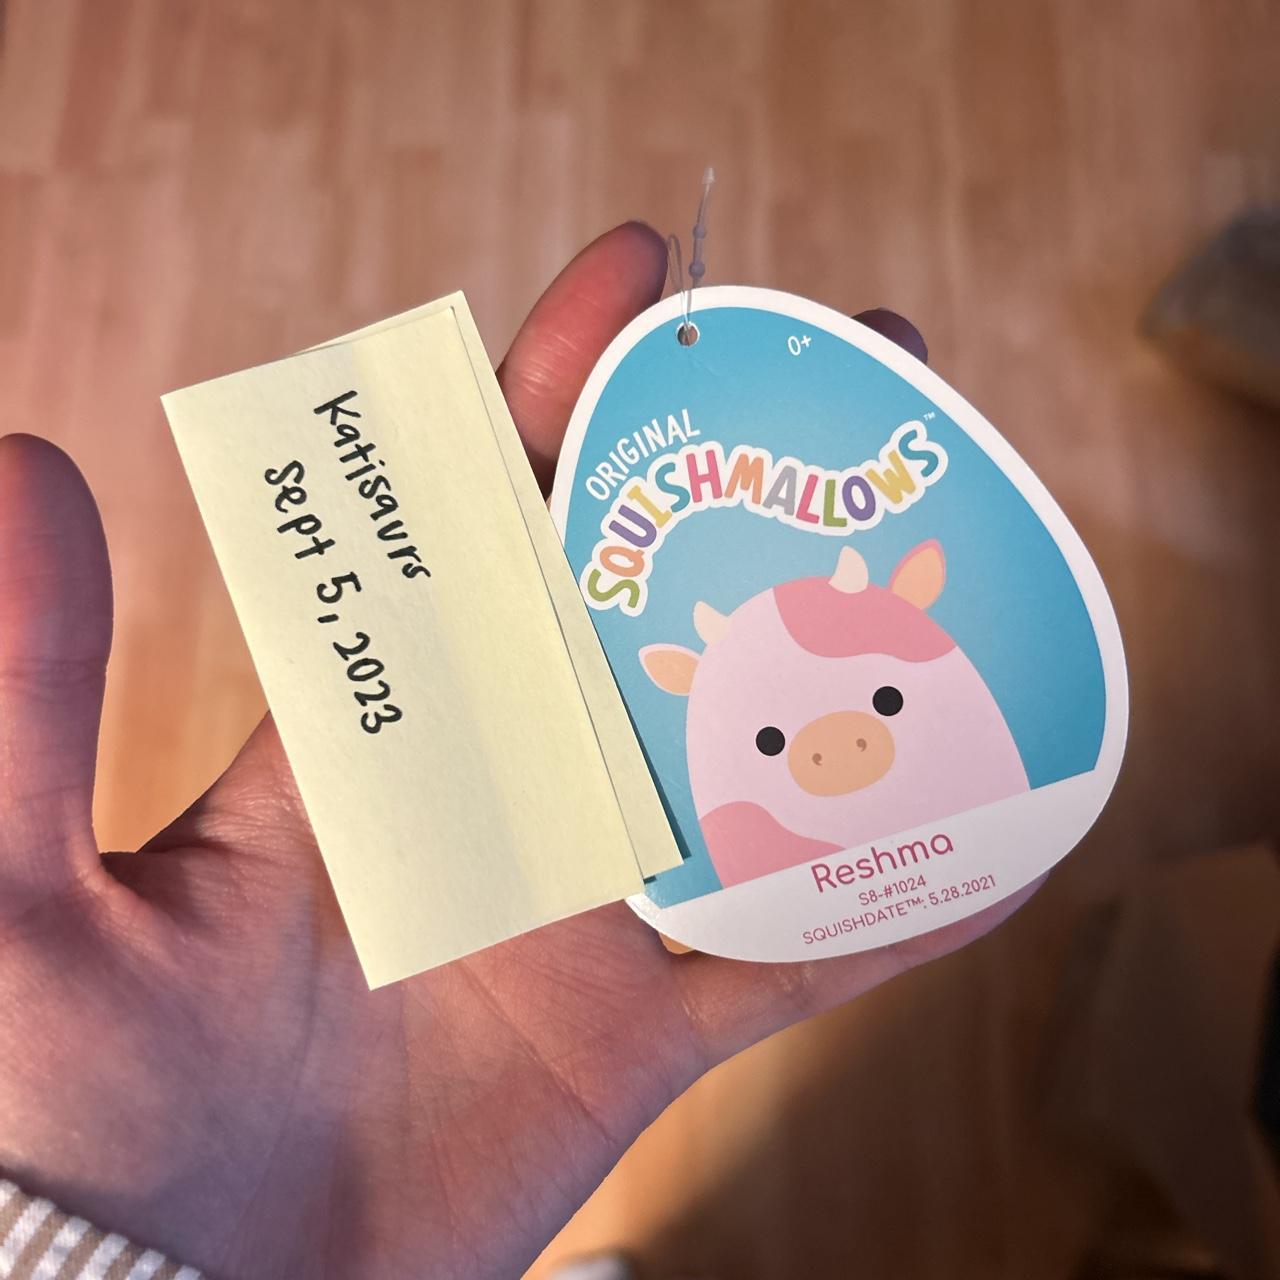 Katisaurs
Sept 5, 2023
0+
ORIGINAL
SQUISHMALLOWS™
Reshma
S8-#1024
SQUISHDATE™: 5.28.2021